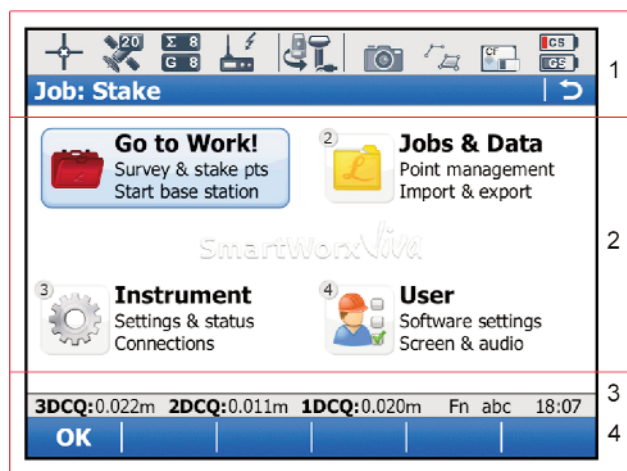 20 Σ 8 CF CS
G 8 GS
Job: Stake
1
Go to Work!
Survey & stake pts
Start base station
2 Jobs & Data
Point management
Import & export
SmartWorx Viva
2
3 Instrument
Settings & status
Connections
4 User
Software settings
Screen & audio
3DCQ:0.022m 2DCQ:0.011m 1DCQ:0.020m Fn abc 18:07
3
OK
4